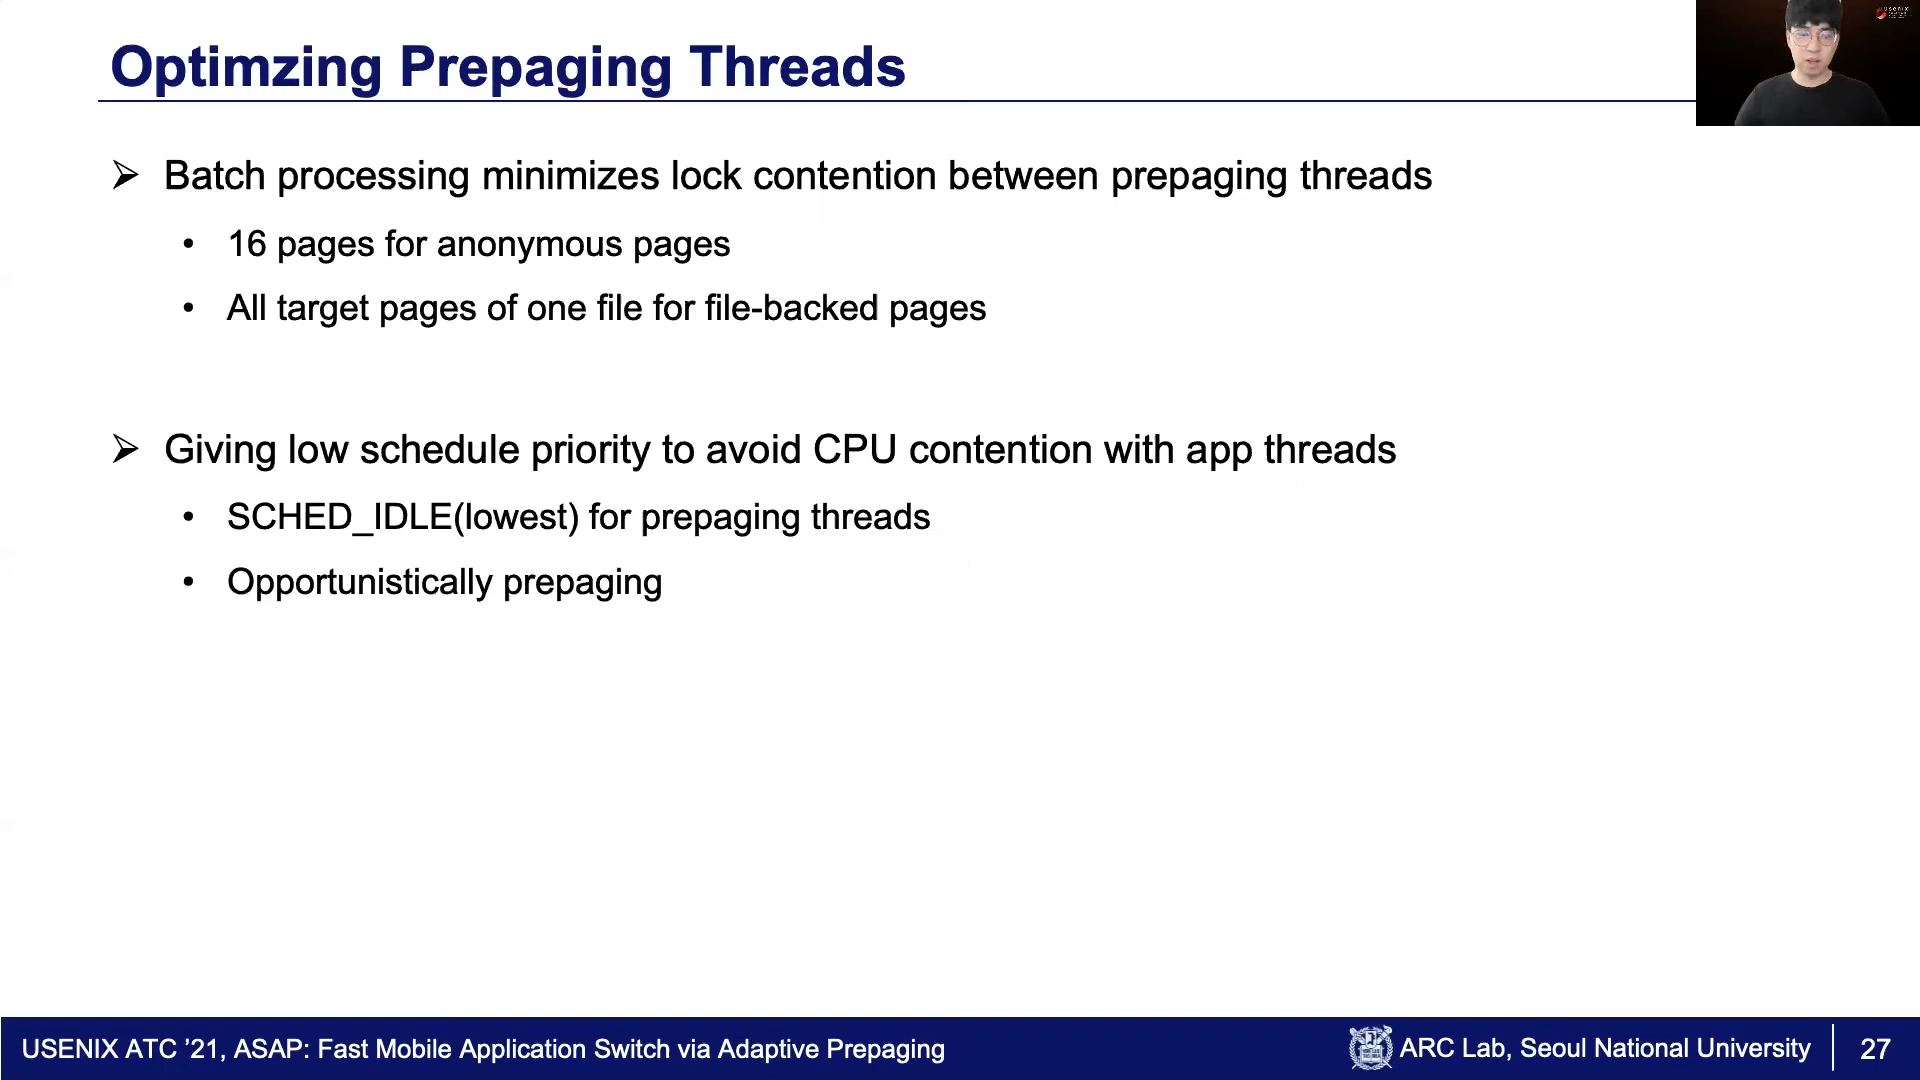 Optimzing Prepaging Threads
usenix
➢ Batch processing minimizes lock contention between prepaging threads
• 16 pages for anonymous pages
• All target pages of one file for file-backed pages
➢ Giving low schedule priority to avoid CPU contention with app threads
• SCHED_IDLE(lowest) for prepaging threads
• Opportunistically prepaging
USENIX ATC ’21, ASAP: Fast Mobile Application Switch via Adaptive Prepaging
ARC Lab, Seoul National University
27